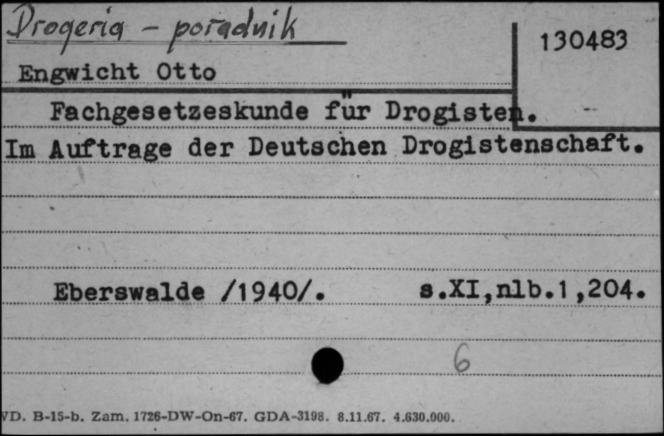 Drogeria - poradnik
130483
Engwicht Otto
Fachgesetzeskunde für Drogisten.
Im Auftrage der Deutschen Drogistenschaft.
Eberswalde /1940/. s.XI,nlb.1,204.
6
VD. B-15-b. Zam. 1726-DW-On-67. GDA-3198. 8.11.67. 4.630.000.